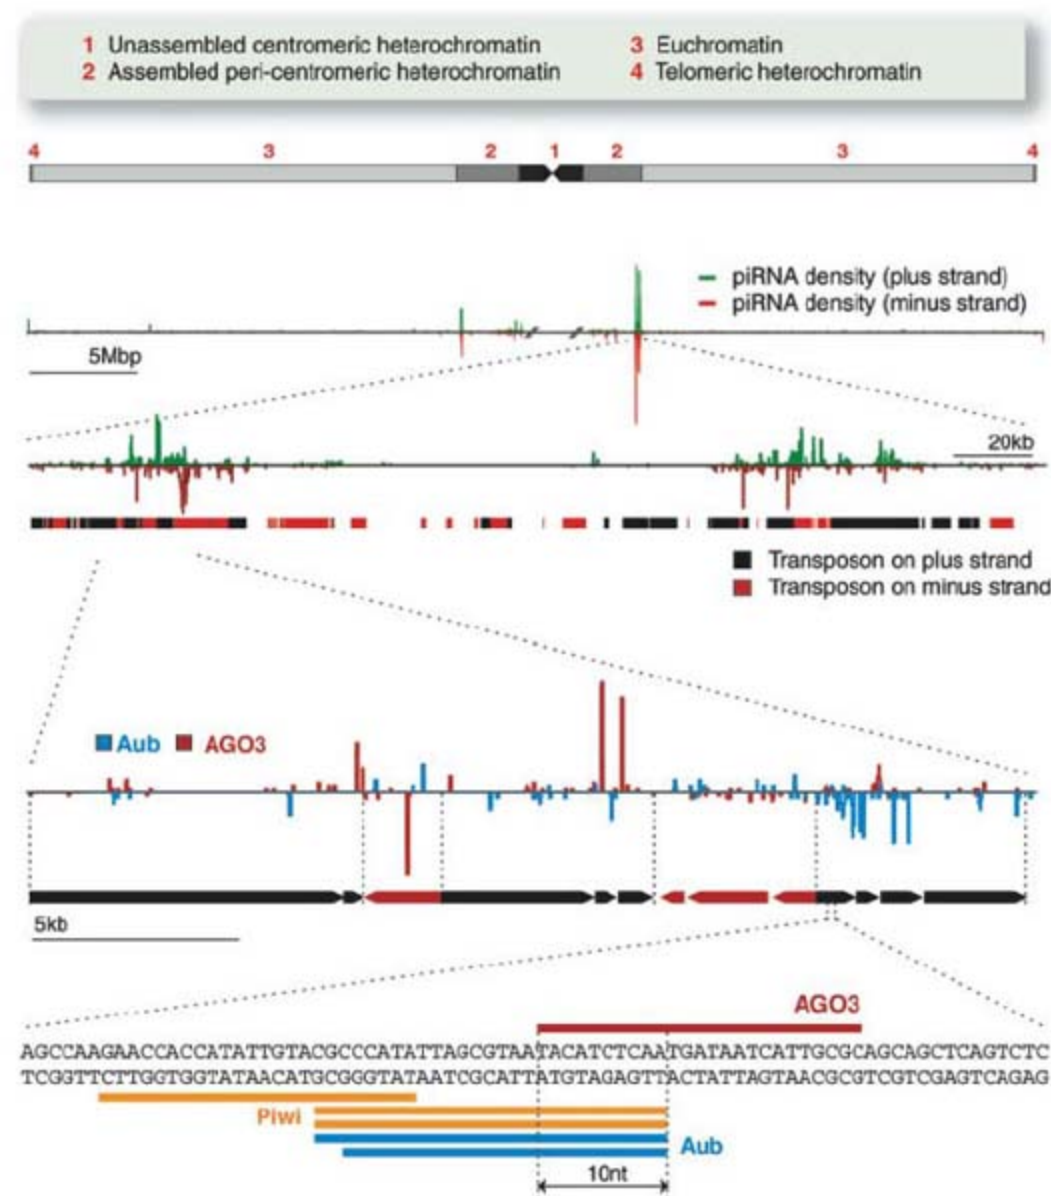 1 Unassembled centromeric heterochromatin
2 Assembled peri-centromeric heterochromatin
3 Euchromatin
4 Telomeric heterochromatin
4 3 2 1 2 3 4
piRNA density (plus strand)
piRNA density (minus strand)
5Mbp
20kb
Transposon on plus strand
Transposon on minus strand
Aub AGO3
5kb
AGO3
AGCCAAGAACCACCATATTGTACGCCCATATTAGCGTAATACATCTCAATGATAATCATTGCGCAGCAGCTCAGTCTC
TCGGTTCTTGGTGGTATAACATGCGGGTATAATCGCATTATGTAGAGTTACTATTAGTAACGCGTCGTCGAGTCAGAG
Piwi
Aub
10nt